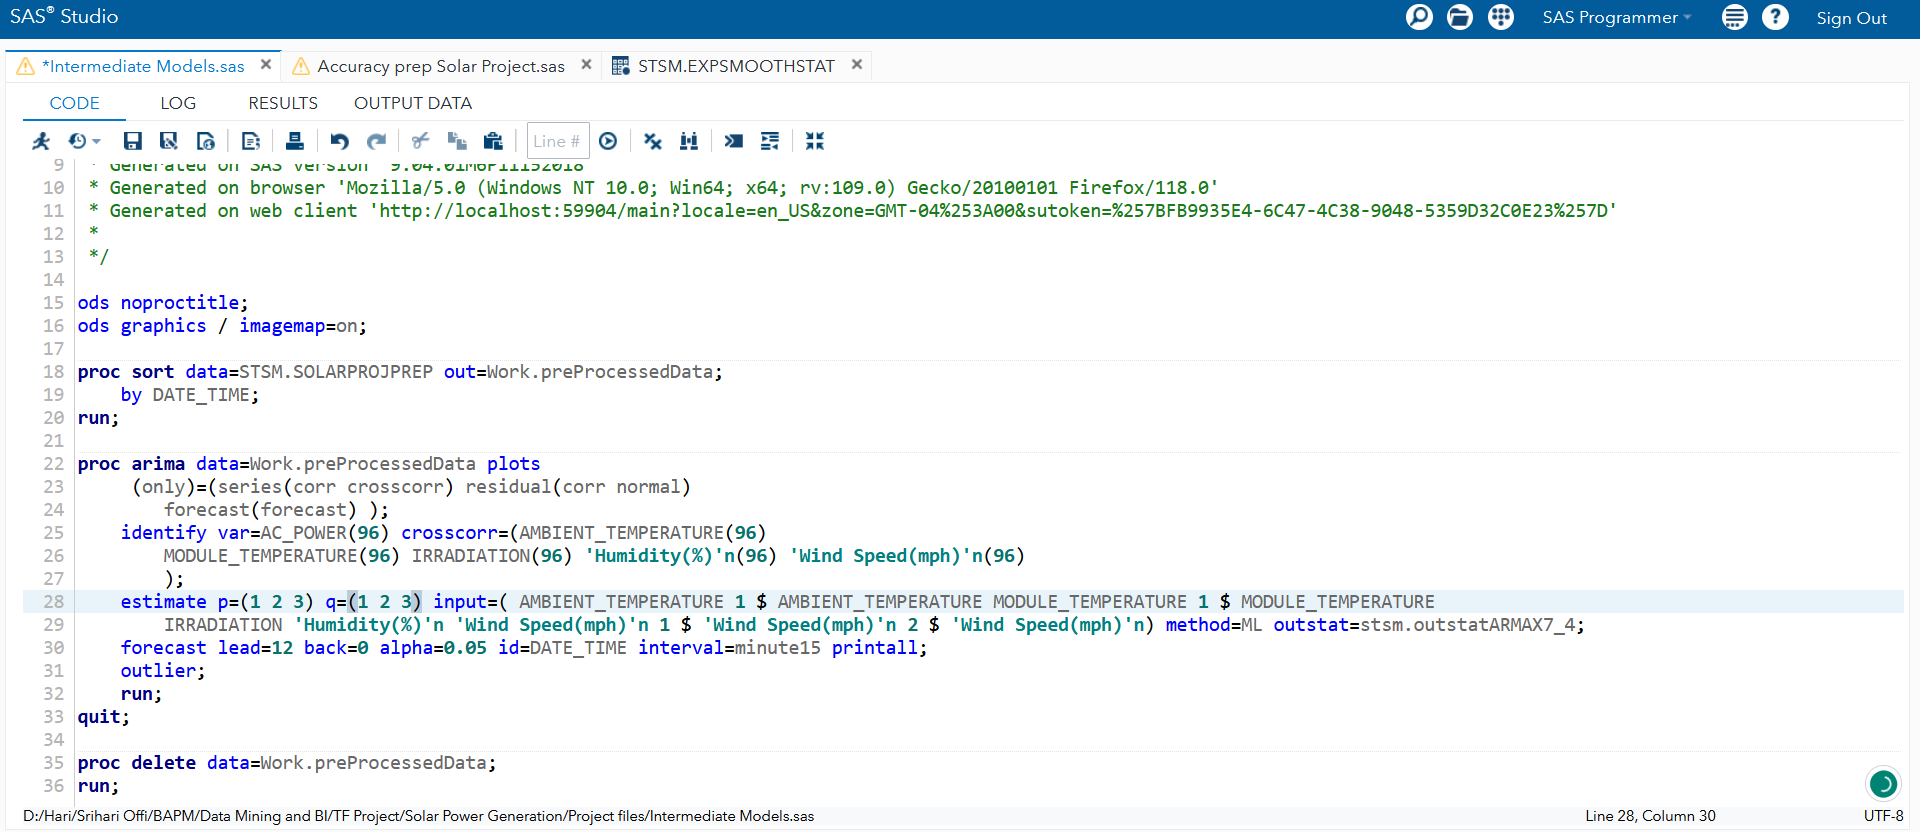 SAS® Studio
SAS Programmer
Sign Out
*Intermediate Models.sas
Accuracy prep Solar Project.sas
STSM.EXPSMOOTHSTAT
CODE LOG RESULTS OUTPUT DATA
Line #
9 * Generated on SAS version '9.04.01M6P11152018'
10 * Generated on browser 'Mozilla/5.0 (Windows NT 10.0; Win64; x64; rv:109.0) Gecko/20100101 Firefox/118.0'
11 * Generated on web client 'http://localhost:59904/main?locale=en_US&zone=GMT-04%253A00&sutoken=%257BFB9935E4-6C47-4C38-9048-5359D32C0E23%257D'
12 *
13 */
14
15 ods noproctitle;
16 ods graphics / imagemap=on;
17
18 proc sort data=STSM.SOLARPROJPREP out=Work.preProcessedData;
19 by DATE_TIME;
20 run;
21
22 proc arima data=Work.preProcessedData plots
23 (only)=(series(corr crosscorr) residual(corr normal)
24 forecast(forecast) );
25 identify var=AC_POWER(96) crosscorr=(AMBIENT_TEMPERATURE(96)
26 MODULE_TEMPERATURE(96) IRRADIATION(96) 'Humidity(%)'n(96) 'Wind Speed(mph)'n(96)
27 );
28 estimate p=(1 2 3) q=(1 2 3) input=( AMBIENT_TEMPERATURE 1 $ AMBIENT_TEMPERATURE MODULE_TEMPERATURE 1 $ MODULE_TEMPERATURE
29 IRRADIATION 'Humidity(%)'n 'Wind Speed(mph)'n 1 $ 'Wind Speed(mph)'n 2 $ 'Wind Speed(mph)'n) method=ML outstat=stsm.outstatARMAX7_4;
30 forecast lead=12 back=0 alpha=0.05 id=DATE_TIME interval=minute15 printall;
31 outlier;
32 run;
33 quit;
34
35 proc delete data=Work.preProcessedData;
36 run;
D:/Hari/Srihari Offi/BAPM/Data Mining and BI/TF Project/Solar Power Generation/Project files/Intermediate Models.sas
Line 28, Column 30
UTF-8